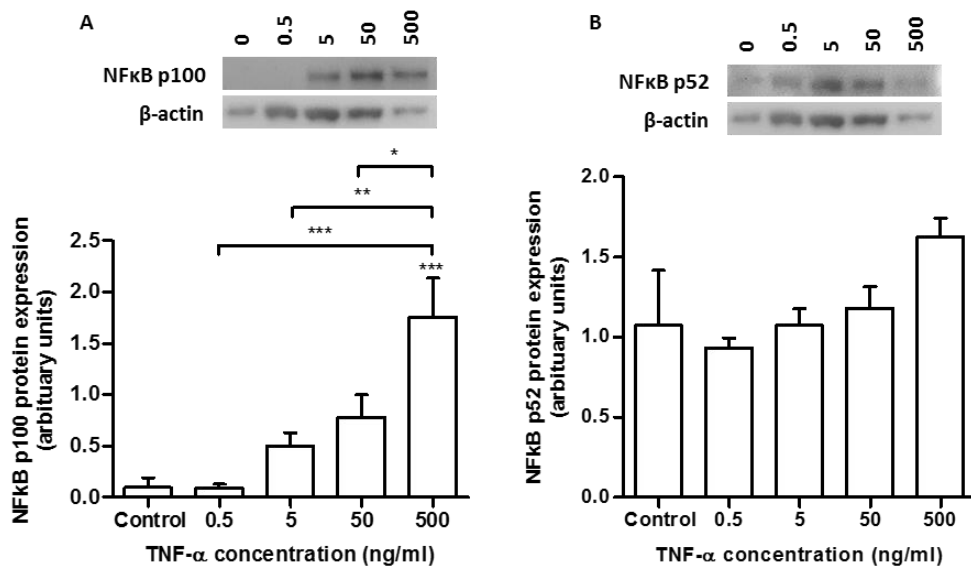 A
0 0.5 5 50 500
NFκB p100
β-actin
*
**
***
***
NFkB p100 protein expression
(arbituary units)
2.5
2.0
1.5
1.0
0.5
0.0
Control 0.5 5 50 500
TNF-α concentration (ng/ml)
B
0 0.5 5 50 500
NFκB p52
β-actin
NFkB p52 protein expression
(arbituary units)
2.0
1.5
1.0
0.5
0.0
Control 0.5 5 50 500
TNF-α concentration (ng/ml)